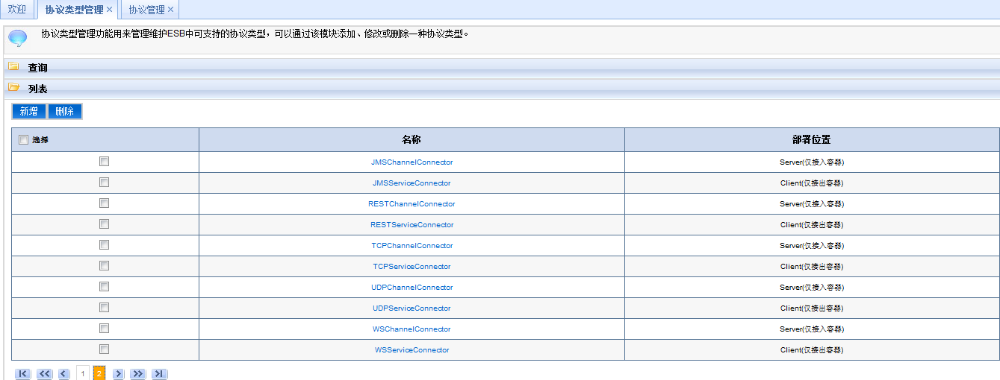 欢迎 协议类型管理 协议管理
协议类型管理功能用来管理维护ESB中可支持的协议类型，可以通过该模块添加、修改或删除一种协议类型。
查询
列表
新增 删除
选择 名称 部署位置
JMSChannelConnector Server(仅接入容器)
JMSServiceConnector Client(仅接出容器)
RESTChannelConnector Server(仅接入容器)
RESTServiceConnector Client(仅接出容器)
TCPChannelConnector Server(仅接入容器)
TCPServiceConnector Client(仅接出容器)
UDPChannelConnector Server(仅接入容器)
UDPServiceConnector Client(仅接出容器)
WSChannelConnector Server(仅接入容器)
WSServiceConnector Client(仅接出容器)
1 2